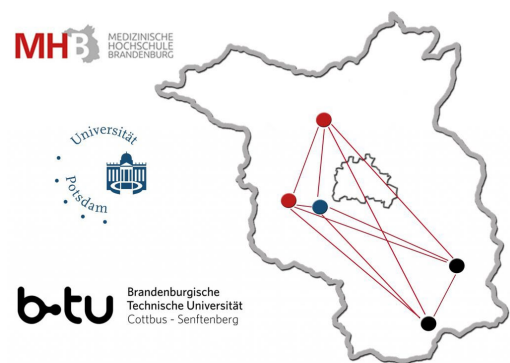 MHB MEDIZINISCHE
HOCHSCHULE
BRANDENBURG
Universität
Potsdam
b-tu Brandenburgische
Technische Universität
Cottbus - Senftenberg